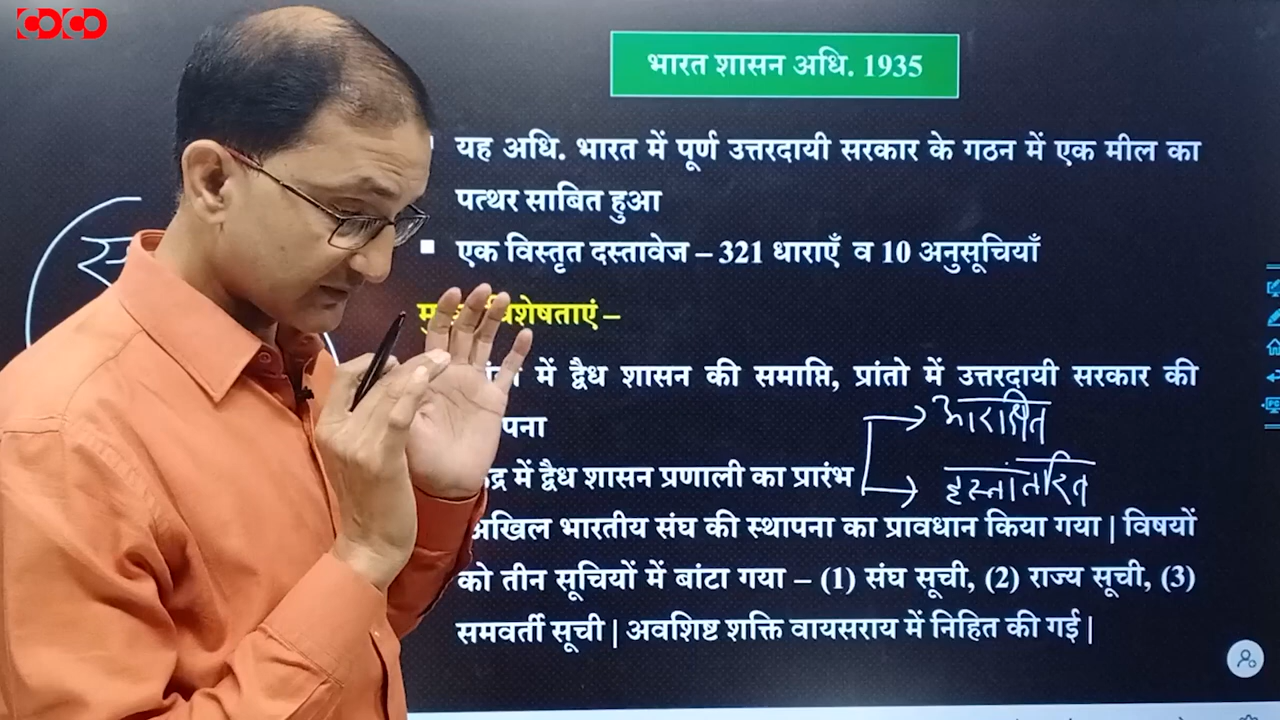 COCO
भारत शासन अधि. 1935
यह अधि. भारत में पूर्ण उत्तरदायी सरकार के गठन में एक मील का
पत्थर साबित हुआ
एक विस्तृत दस्तावेज – 321 धाराएँ व 10 अनुसूचियाँ
विशेषताएं –
में द्वैध शासन की समाप्ति, प्रांतो में उत्तरदायी सरकार की
आरक्षित
में द्वैध शासन प्रणाली का प्रारंभ
हस्तांतरित
अखिल भारतीय संघ की स्थापना का प्रावधान किया गया | विषयों
को तीन सूचियों में बांटा गया – (1) संघ सूची, (2) राज्य सूची, (3)
समवर्ती सूची | अवशिष्ट शक्ति वायसराय में निहित की गई |